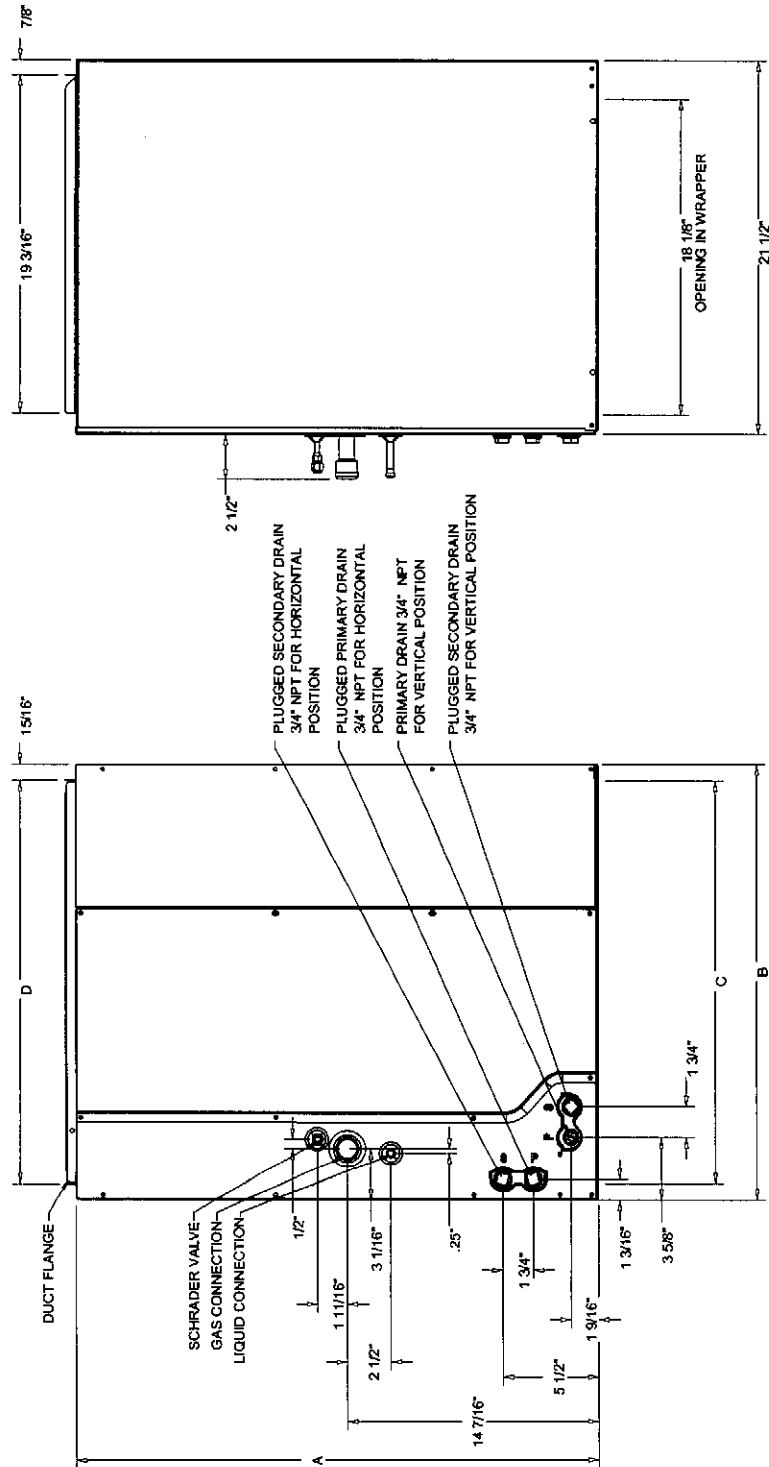 7/8"
19 3/16"
18 1/8"
OPENING IN WRAPPER
21 1/2"
2 1/2"
PLUGGED SECONDARY DRAIN
3/4" NPT FOR HORIZONTAL
POSITION
PLUGGED PRIMARY DRAIN
3/4" NPT FOR HORIZONTAL
POSITION
PRIMARY DRAIN 3/4" NPT
FOR VERTICAL POSITION
PLUGGED SECONDARY DRAIN
3/4" NPT FOR VERTICAL POSITION
15/16"
D
DUCT FLANGE
SCHRADER VALVE
GAS CONNECTION
LIQUID CONNECTION
1/2"
1 11/16"
3 1/16"
2 1/2"
.25"
14 7/16"
A
S
P
P
S
1 3/4"
5 1/2"
1 9/16"
1 3/16"
3 5/8"
1 3/4"
C
B